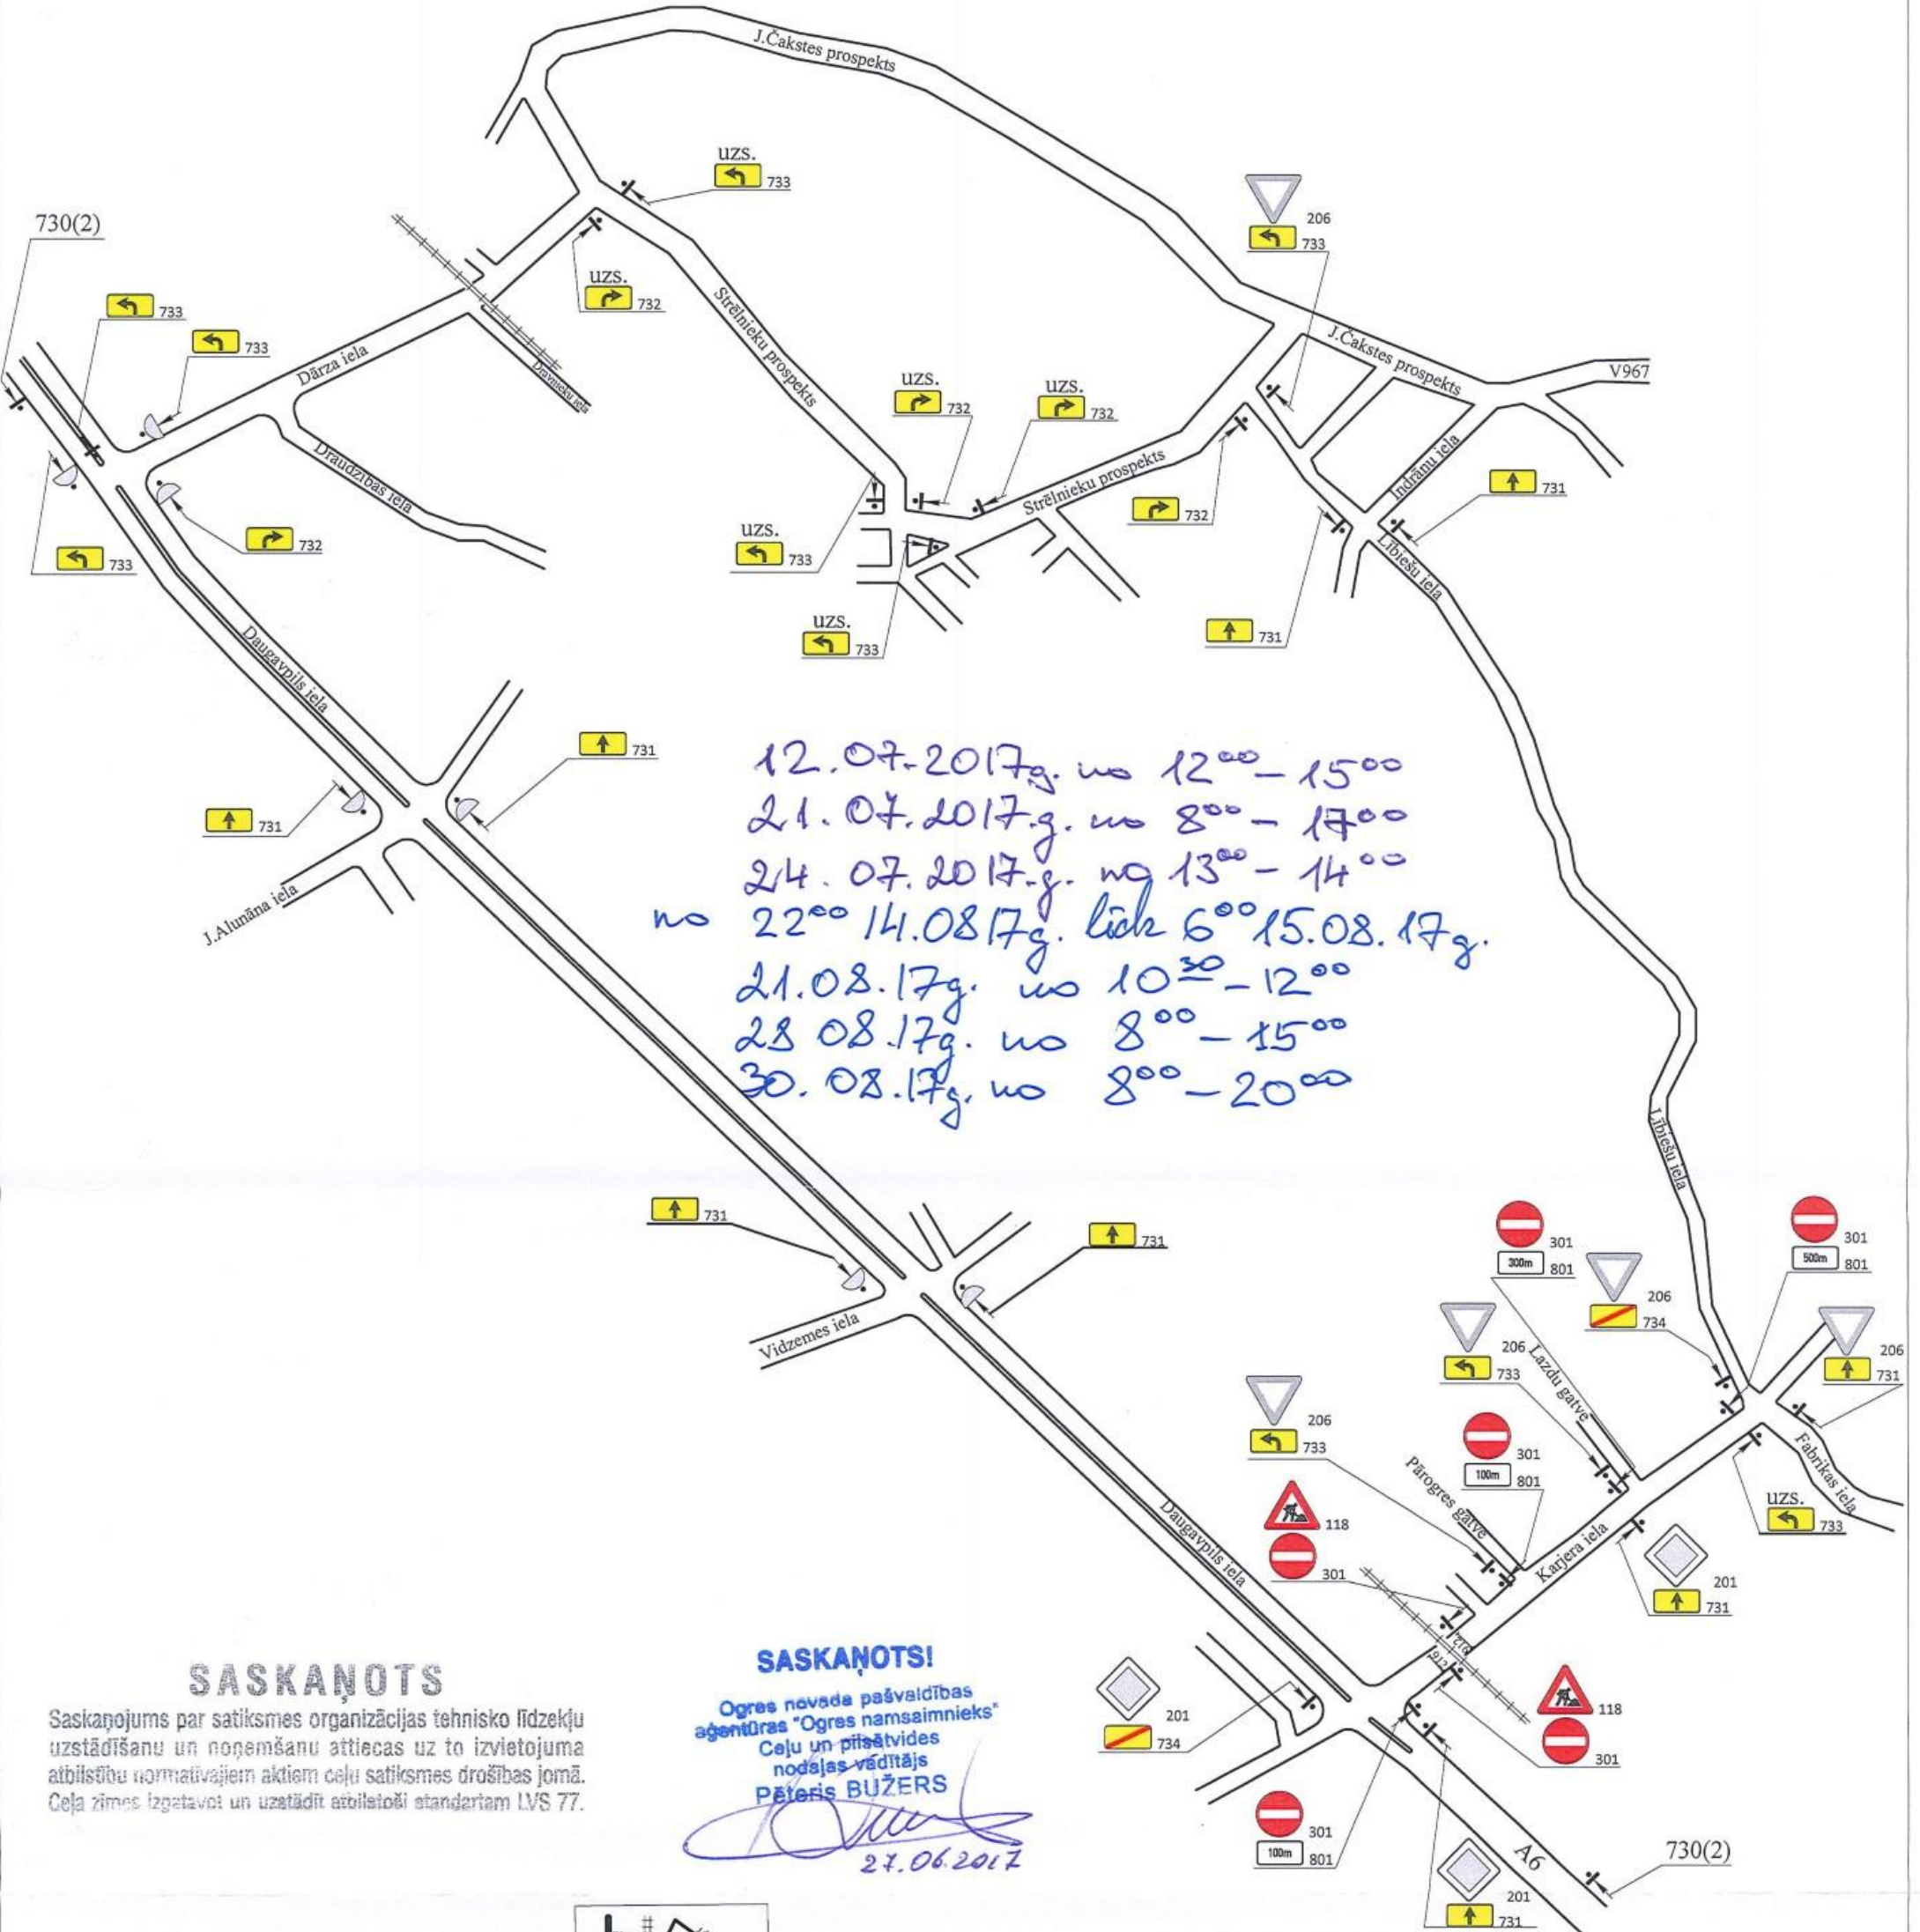 J.Čakstes prospekts
uzs.
733
206
733
730(2)
uzs.
732
733
733
Dārza iela
Strēlnieku prospekts
J.Čakstes prospekts
V967
uzs.
732
uzs.
732
Draudzības iela
Strēlnieku prospekts
Indrānu iela
731
732
732
733
uzs.
733
Lībiešu iela
uzs.
733
731
Daugavpils iela
731
731
J.Alunāna iela
12.07.2017g. no 12⁰⁰ – 15⁰⁰
21.07.2017.g. no 8⁰⁰ – 17⁰⁰
24.07.2017.g. no 13⁰⁰ – 14⁰⁰
no 22⁰⁰ 14.0817g. līdz 6⁰⁰ 15.08.17g.
21.08.17g. no 10³⁰ – 12⁰⁰
28 08.17g. no 8⁰⁰ – 15⁰⁰
30.08.17g. no 8⁰⁰ – 20⁰⁰
Lībiešu iela
731
731
Vidzemes iela
301
300m 801
301
500m 801
206
734
206
733
206
731
Lazdu gatve
206
733
301
100m 801
Pārogres gatve
Fabrikas iela
uzs.
733
118
301
Karjera iela
201
731
Daugavpils iela
201
734
118
301
301
100m 801
201
731
A6
730(2)
SASKAŅOTS
Saskaņojums par satiksmes organizācijas tehnisko līdzekļu
uzstādīšanu un noņemšanu attiecas uz to izvietojuma
atbilstību normatīvajiem aktiem ceļu satiksmes drošības jomā.
Ceļa zīmes izgatavot un uzstādīt atbilstoši standartam LVS 77.
SASKAŅOTS!
Ogres novada pašvaldības
aģentūras "Ogres namsaimnieks"
Ceļu un pilsētvides
nodaļas vadītājs
Pēteris BUŽERS
27.06.2017